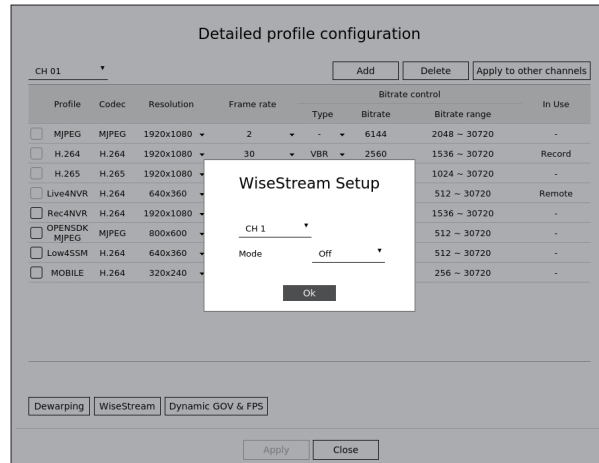 Detailed profile configuration
CH 01
Add Delete Apply to other channels
Profile Codec Resolution Frame rate Bitrate control In Use
Type Bitrate Bitrate range
MJPEG MJPEG 1920x1080 2 - 6144 2048 ~ 30720 -
H.264 H.264 1920x1080 30 VBR 2560 1536 ~ 30720 Record
H.265 H.265 1920x1080 1024 ~ 30720 -
Live4NVR H.264 640x360 512 ~ 30720 Remote
Rec4NVR H.264 1920x1080 1536 ~ 30720 -
OPENSDK MJPEG MJPEG 800x600 512 ~ 30720 -
Low4SSM H.264 640x360 512 ~ 30720 -
MOBILE H.264 320x240 256 ~ 30720 -
WiseStream Setup
CH 1
Mode Off
Ok
Dewarping WiseStream Dynamic GOV & FPS
Apply Close